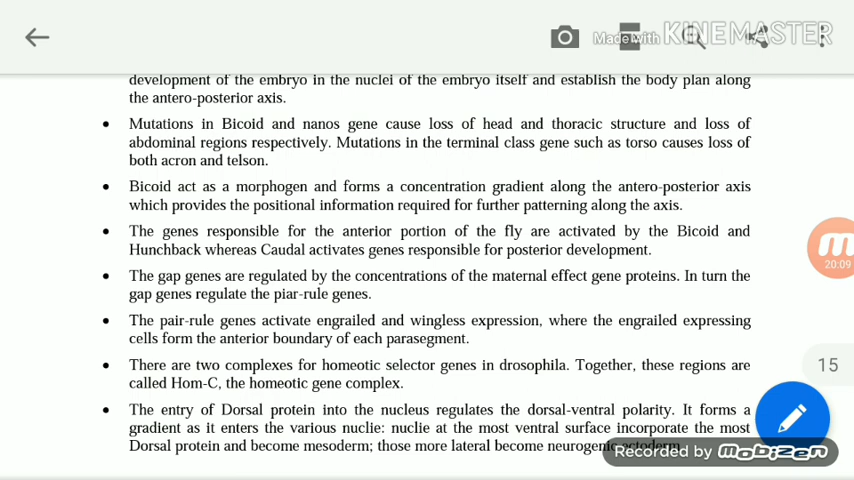 Made with KINEMASTER
development of the embryo in the nuclei of the embryo itself and establish the body plan along
the antero-posterior axis.
• Mutations in Bicoid and nanos gene cause loss of head and thoracic structure and loss of
abdominal regions respectively. Mutations in the terminal class gene such as torso causes loss of
both acron and telson.
• Bicoid act as a morphogen and forms a concentration gradient along the antero-posterior axis
which provides the positional information required for further patterning along the axis.
• The genes responsible for the anterior portion of the fly are activated by the Bicoid and
Hunchback whereas Caudal activates genes responsible for posterior development.
• The gap genes are regulated by the concentrations of the maternal effect gene proteins. In turn the
gap genes regulate the piar-rule genes.
• The pair-rule genes activate engrailed and wingless expression, where the engrailed expressing
cells form the anterior boundary of each parasegment.
• There are two complexes for homeotic selector genes in drosophila. Together, these regions are
called Hom-C, the homeotic gene complex.
• The entry of Dorsal protein into the nucleus regulates the dorsal-ventral polarity. It forms a
gradient as it enters the various nuclie: nuclie at the most ventral surface incorporate the most
Dorsal protein and become mesoderm; those more lateral become neurogenic ectoderm.
m
20:09
15
Recorded by mobizen